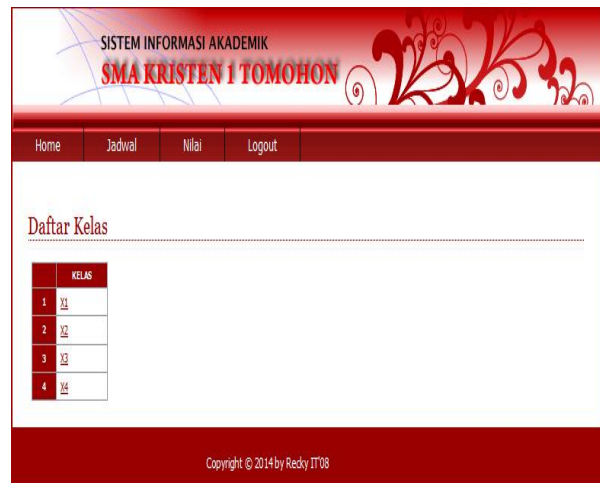 SISTEM INFORMASI AKADEMIK
SMA KRISTEN 1 TOMOHON
Home Jadwal Nilai Logout
Daftar Kelas
KELAS
1 X1
2 X2
3 X3
4 X4
Copyright © 2014 by Recky IT'08